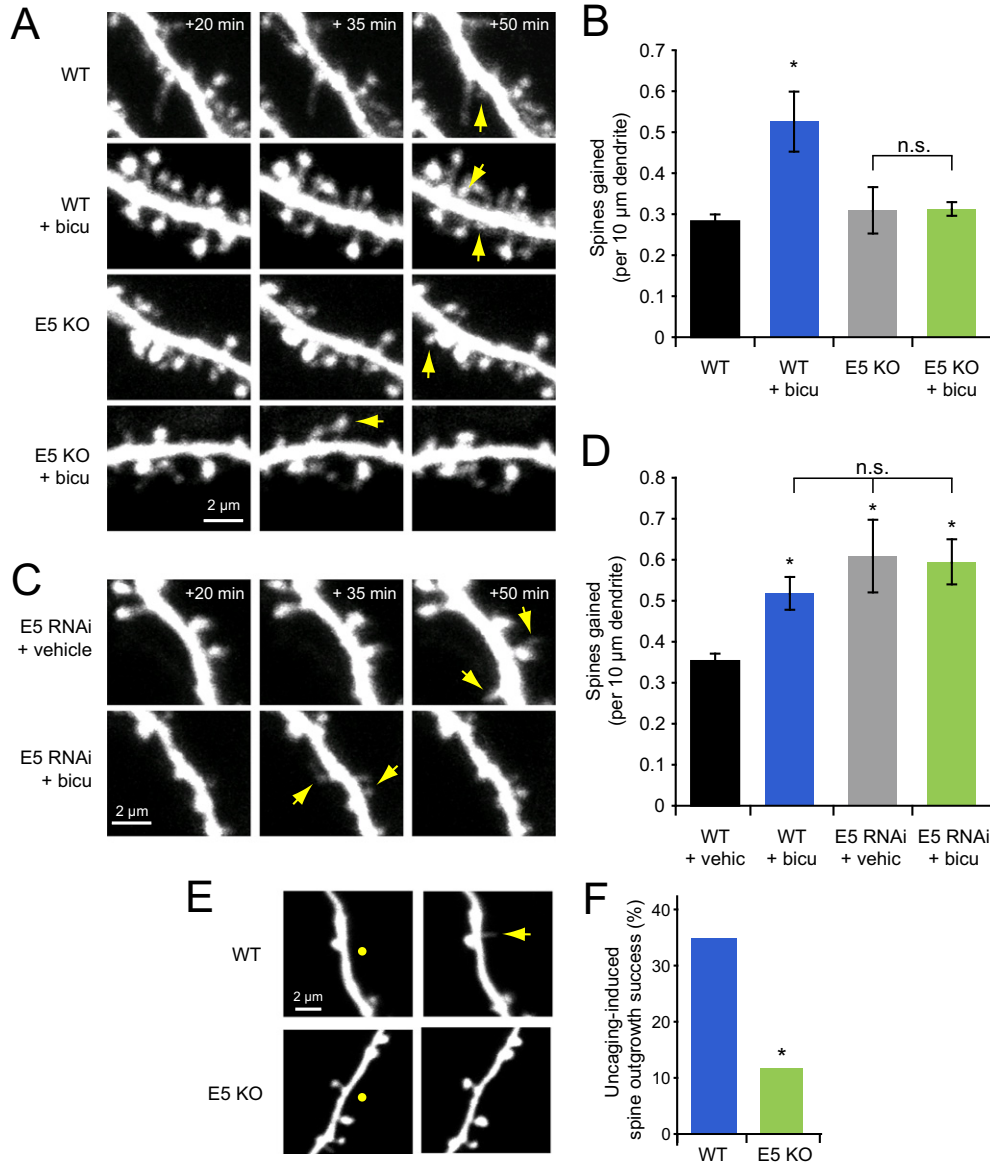 A
+20 min
+ 35 min
+50 min
WT
WT
+ bicu
E5 KO
E5 KO
+ bicu
2 µm
B
Spines gained
(per 10 µm dendrite)
0.7
0.6
0.5
0.4
0.3
0.2
0.1
0
*
n.s.
WT
WT
+ bicu
E5 KO
E5 KO
+ bicu
C
+20 min
+ 35 min
+50 min
E5 RNAi
+ vehicle
E5 RNAi
+ bicu
2 µm
D
Spines gained
(per 10 µm dendrite)
0.8
0.7
0.6
0.5
0.4
0.3
0.2
0.1
0
n.s.
*
*
*
WT
+ vehic
WT
+ bicu
E5 RNAi
+ vehic
E5 RNAi
+ bicu
E
WT
2 µm
E5 KO
F
Uncaging-induced
spine outgrowth success (%)
40
30
20
10
0
*
WT
E5 KO